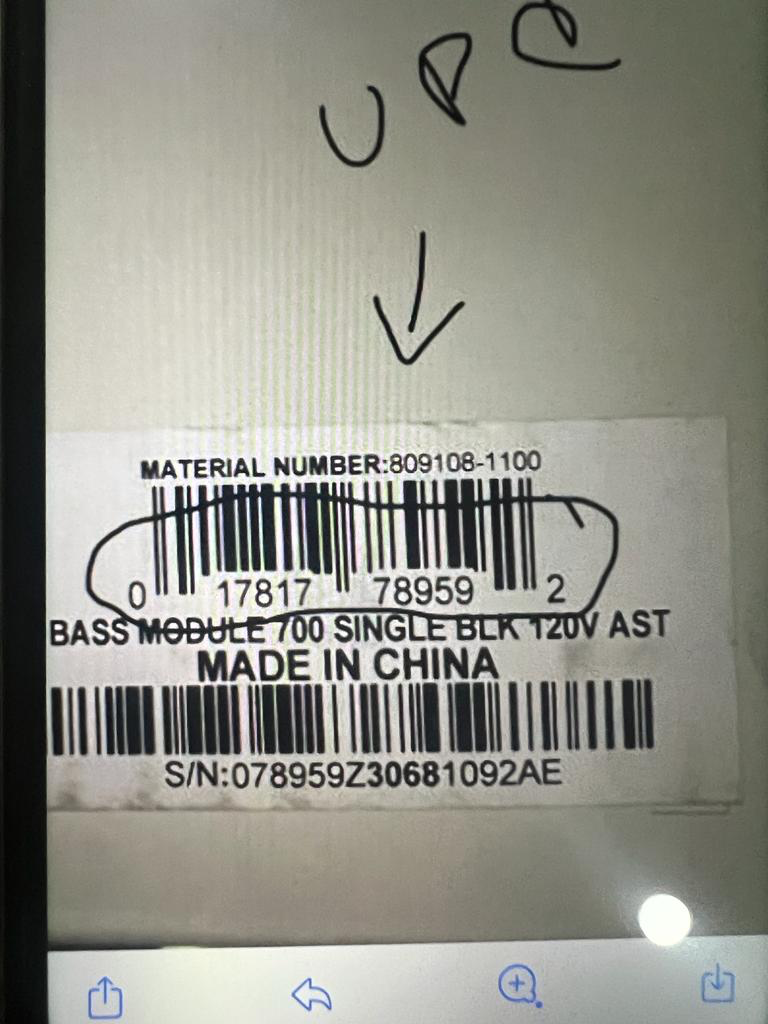 UPC
MATERIAL NUMBER:809108-1100
0 17817 78959 2
BASS MODULE 700 SINGLE BLK 120V AST
MADE IN CHINA
S/N:078959Z30681092AE